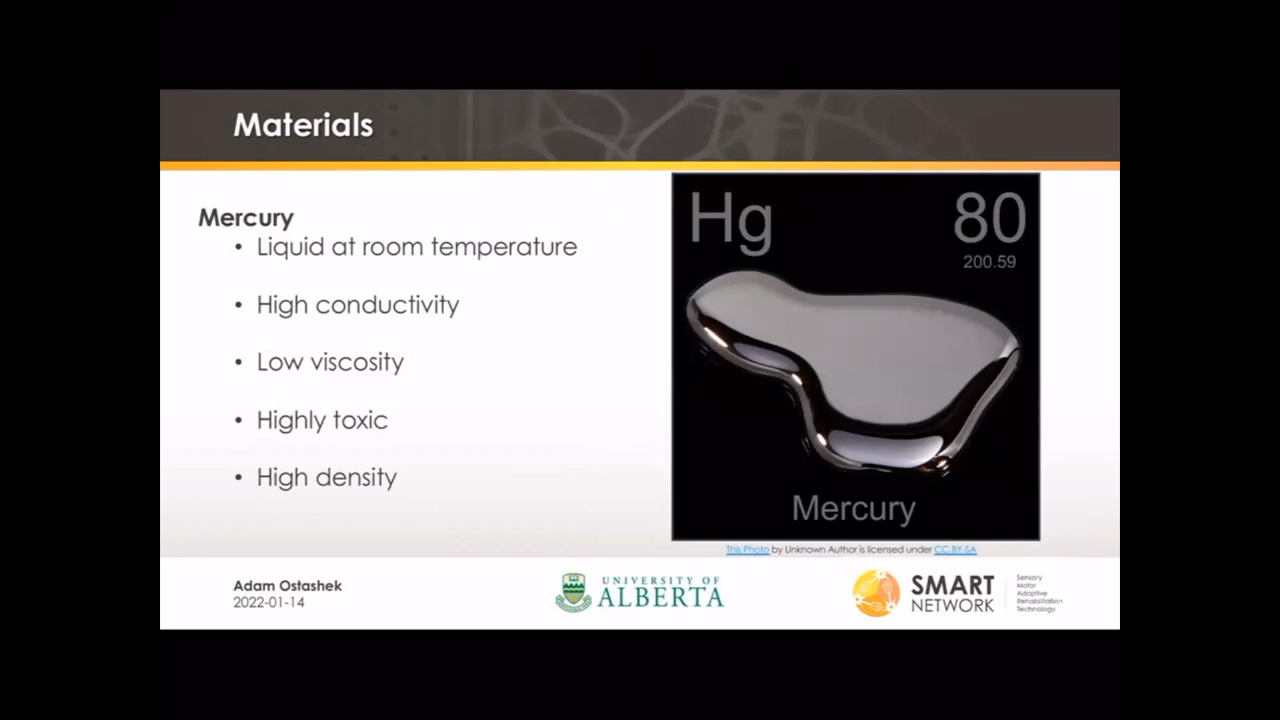 Materials
Mercury
• Liquid at room temperature
• High conductivity
• Low viscosity
• Highly toxic
• High density
Hg 80
200.59
Mercury
This Photo by Unknown Author is licensed under CC BY-SA
Adam Ostashek
2022-01-14
UNIVERSITY OF
ALBERTA
SMART
NETWORK
Sensory
Motor
Adaptive
Rehabilitation
Technology